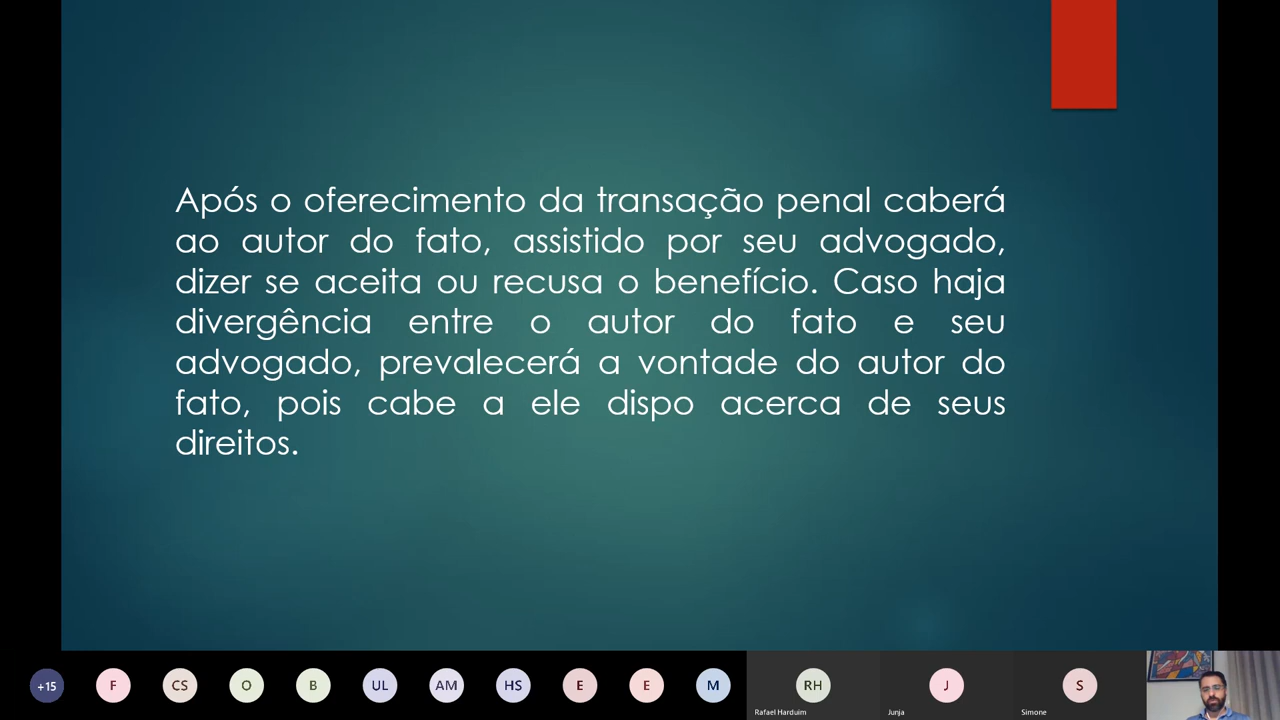 Após o oferecimento da transação penal caberá
ao autor do fato, assistido por seu advogado,
dizer se aceita ou recusa o benefício. Caso haja
divergência entre o autor do fato e seu
advogado, prevalecerá a vontade do autor do
fato, pois cabe a ele dispo acerca de seus
direitos.
+15 F CS O B UL AM HS E E M RH J S
Rafael Harduim Junja Simone